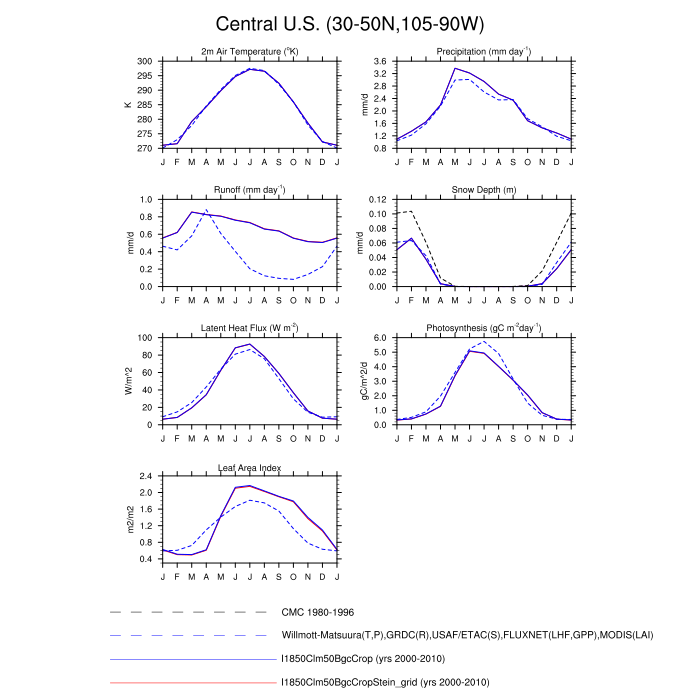 Central U.S. (30-50N,105-90W)
2m Air Temperature (°K)
K
300
295
290
285
280
275
270
J F M A M J J A S O N D J
Precipitation (mm day-1)
mm/d
3.6
3.2
2.8
2.4
2.0
1.6
1.2
0.8
J F M A M J J A S O N D J
Runoff (mm day-1)
mm/d
1.0
0.8
0.6
0.4
0.2
0.0
J F M A M J J A S O N D J
Snow Depth (m)
mm/d
0.12
0.10
0.08
0.06
0.04
0.02
0.00
J F M A M J J A S O N D J
Latent Heat Flux (W m-2)
W/m^2
100
80
60
40
20
0
J F M A M J J A S O N D J
Photosynthesis (gC m-2day-1)
gC/m^2/d
6.0
5.0
4.0
3.0
2.0
1.0
0.0
J F M A M J J A S O N D J
Leaf Area Index
m2/m2
2.4
2.0
1.6
1.2
0.8
0.4
J F M A M J J A S O N D J
CMC 1980-1996
Willmott-Matsuura(T,P),GRDC(R),USAF/ETAC(S),FLUXNET(LHF,GPP),MODIS(LAI)
I1850Clm50BgcCrop (yrs 2000-2010)
I1850Clm50BgcCropStein_grid (yrs 2000-2010)